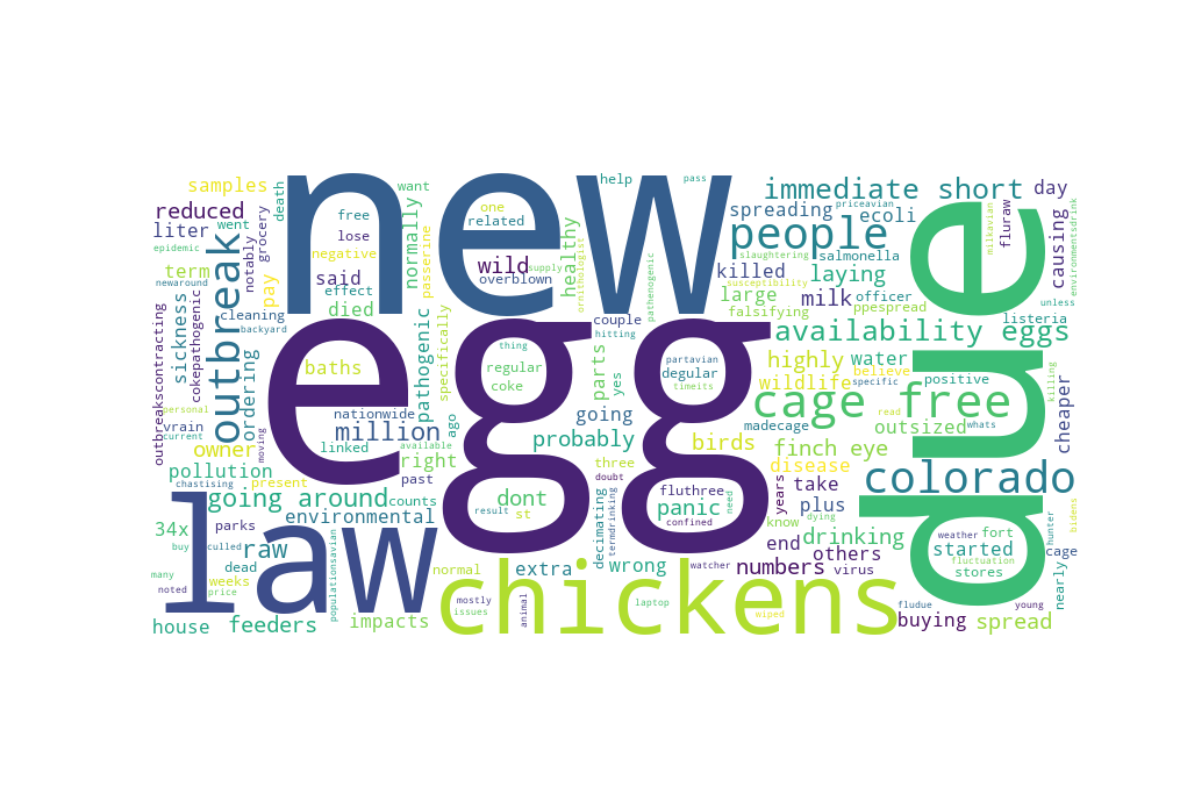 new
egg
due
law
chickens
colorado
cage free
people
outbreak
immediate short
availability eggs
samples
reduced
liter
epidemic
went
notably
grocery
death
want
free
lose
negative
said
effect
died
normally
passerine
one
related
wild
supply
overblown
healthy
ornithologist
help
pass
pathenogenic
spreading
priceavian
ecoli
killed
slaughtering
salmonella
susceptibility
laying
large
milk
officer
falsifying
ppespread
milkavian
fluraw
day
causing
environmentsdrink
unless
listeria
term
newaround
pay
cleaning
backyard
sickness
cokepathogenic
outbreakscontracting
ordering
baths
pathogenic
specifically
couple
hitting
thing
regular
coke
parts
yes
partavian
degular
timeits
highly
water
wildlife
believe
specific
positive
killing
personal
vrain
current
owner
moving
nationwide
million
linked
ago
available
right
past
going
probably
madecage
birds
finch eye
outsized
read
whats
cheaper
pollution
chastising
present
three
doubt
disease
going around
counts
dont
st
result
decimating
termdrinking
fluthree
panic
confined
need
years
take
plus
know
dying
bidens
34x
parks
environmental
buy
culled
raw
populationsavian
drinking
weather
fort
started
fluctuation
stores
hunter
cage
nearly
many
noted
dead
weeks
price
normal
extra
wrong
watcher
end
others
numbers
virus
mostly
issues
animal
laptop
wiped
fludue
young
house
feeders
impacts
buying
spread